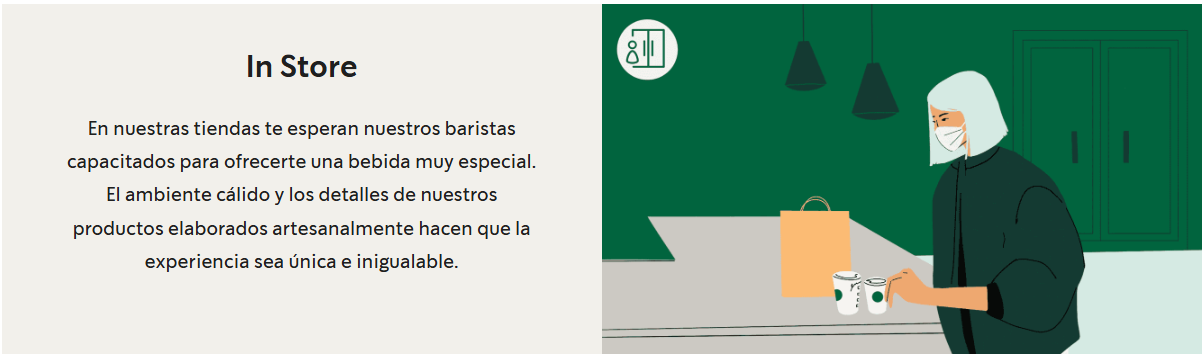 In Store
En nuestras tiendas te esperan nuestros baristas
capacitados para ofrecerte una bebida muy especial.
El ambiente cálido y los detalles de nuestros
productos elaborados artesanalmente hacen que la
experiencia sea única e inigualable.